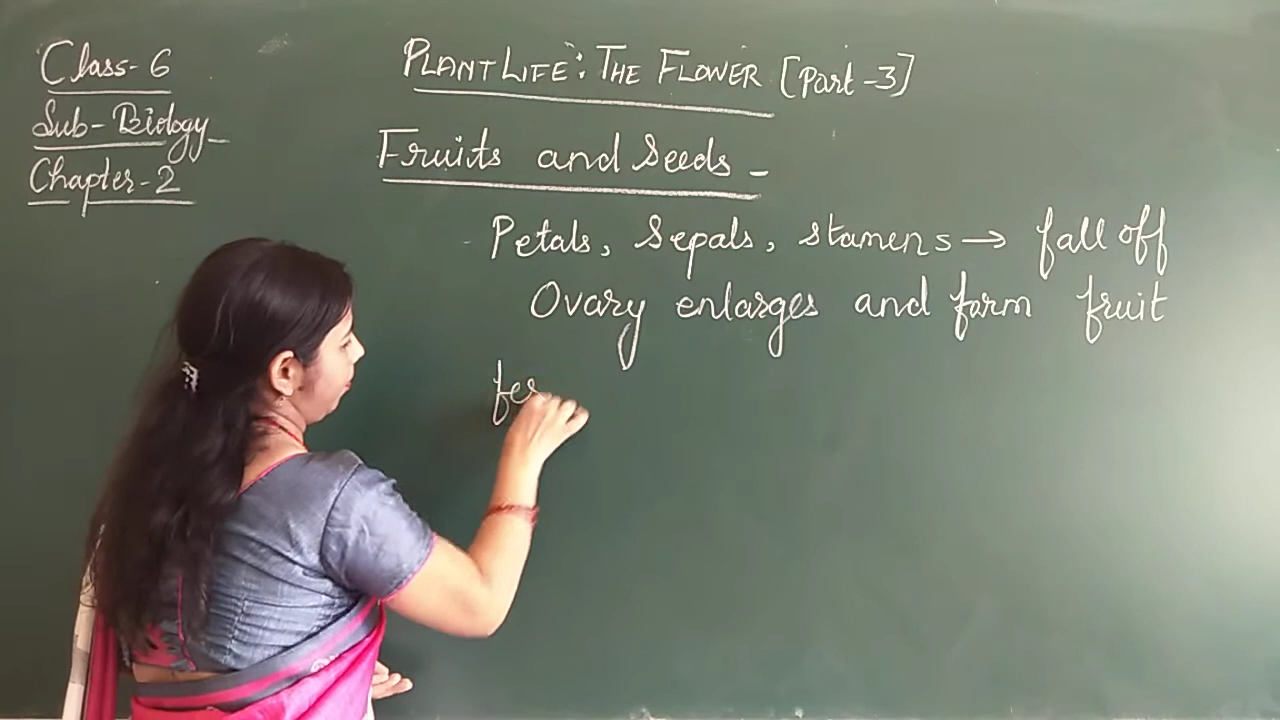 Class-6
Sub-Biology
Chapter-2
PLANT LIFE: THE FLOWER [Part-3]
Fruits and Seeds -
Petals, Sepals, stamens → fall off
Ovary enlarges and form fruit
fer